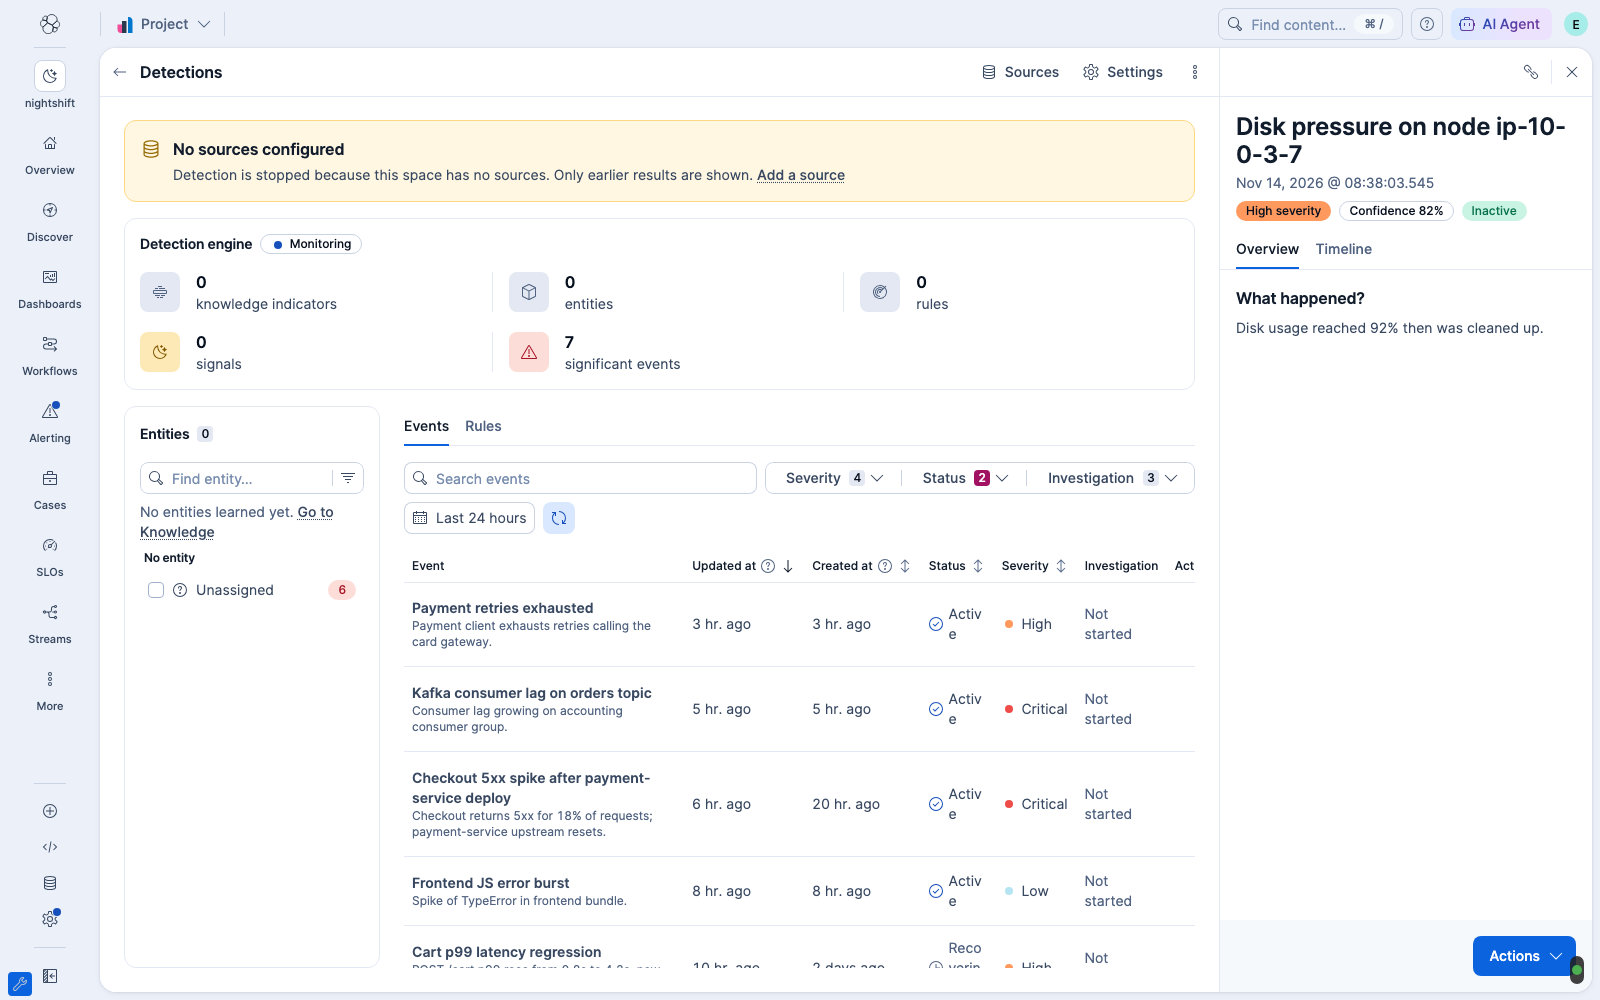 Project
Find content...
⌘ /
AI Agent
E
nightshift
Overview
Discover
Dashboards
Workflows
Alerting
Cases
SLOs
Streams
More
Detections
Sources
Settings
No sources configured
Detection is stopped because this space has no sources. Only earlier results are shown. Add a source
Detection engine
Monitoring
0
knowledge indicators
0
entities
0
rules
0
signals
7
significant events
Entities 0
Find entity...
No entities learned yet. Go to
Knowledge
No entity
Unassigned
6
Events
Rules
Search events
Severity 4
Status 2
Investigation 3
Last 24 hours
Event
Updated at
Created at
Status
Severity
Investigation
Act
Payment retries exhausted
Payment client exhausts retries calling the
card gateway.
3 hr. ago
3 hr. ago
Activ
e
High
Not
started
Kafka consumer lag on orders topic
Consumer lag growing on accounting
consumer group.
5 hr. ago
5 hr. ago
Activ
e
Critical
Not
started
Checkout 5xx spike after payment-
service deploy
Checkout returns 5xx for 18% of requests;
payment-service upstream resets.
6 hr. ago
20 hr. ago
Activ
e
Critical
Not
started
Frontend JS error burst
Spike of TypeError in frontend bundle.
8 hr. ago
8 hr. ago
Activ
e
Low
Not
started
Cart p99 latency regression
10 hr. ago
2 days ago
Reco
verin
High
Not
Disk pressure on node ip-10-
0-3-7
Nov 14, 2026 @ 08:38:03.545
High severity
Confidence 82%
Inactive
Overview
Timeline
What happened?
Disk usage reached 92% then was cleaned up.
Actions